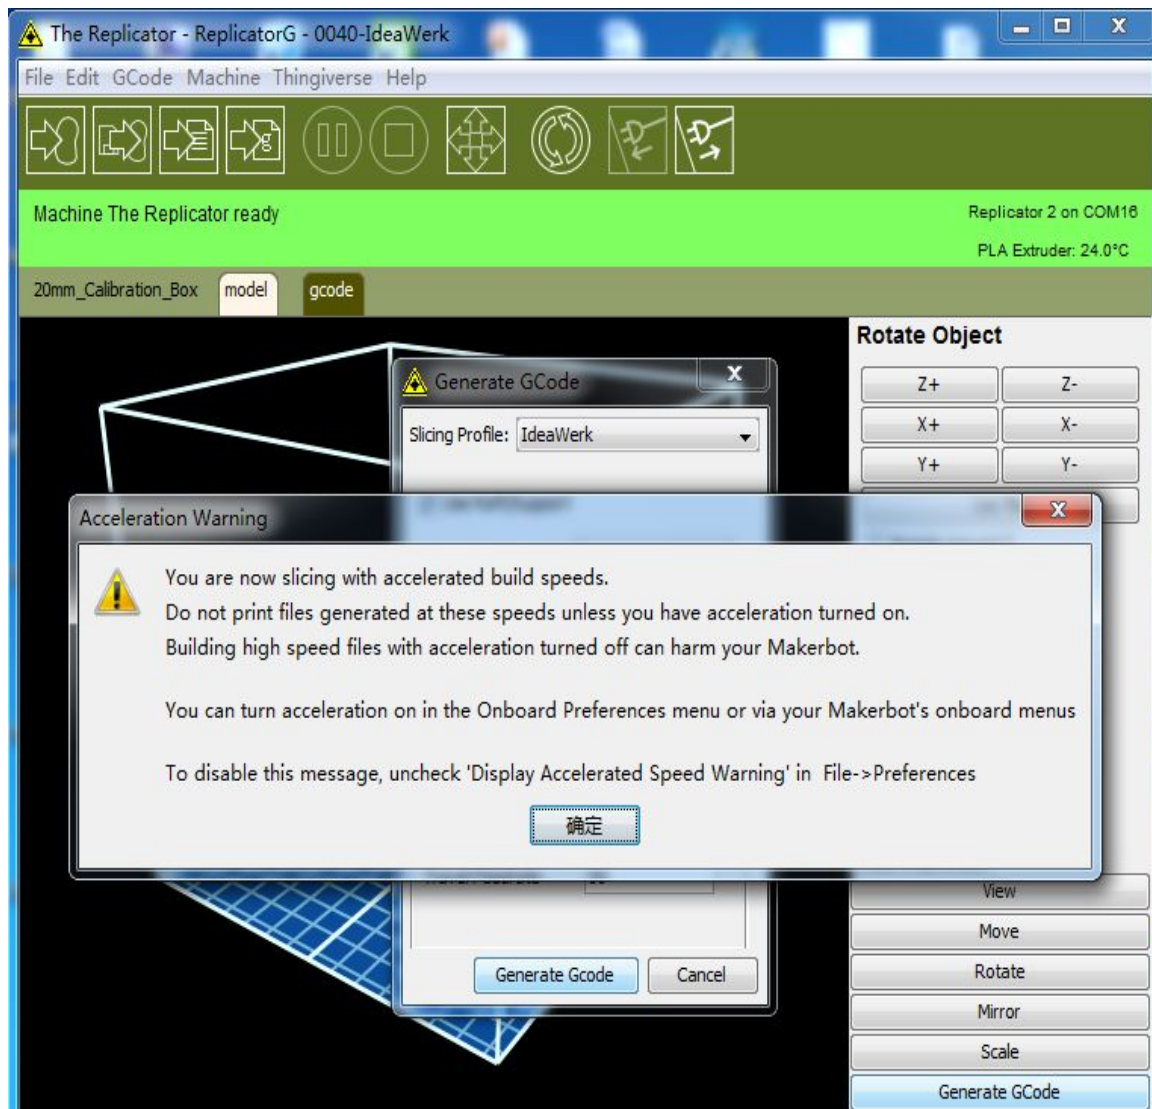 The Replicator - ReplicatorG - 0040-IdeaWerk
File Edit GCode Machine Thingiverse Help
Machine The Replicator ready
Replicator 2 on COM16
PLA Extruder: 24.0°C
20mm_Calibration_Box model gcode
Rotate Object
Generate GCode
Z+ Z-
Slicing Profile: IdeaWerk
X+ X-
Y+ Y-
Acceleration Warning
You are now slicing with accelerated build speeds.
Do not print files generated at these speeds unless you have acceleration turned on.
Building high speed files with acceleration turned off can harm your Makerbot.
You can turn acceleration on in the Onboard Preferences menu or via your Makerbot's onboard menus
To disable this message, uncheck 'Display Accelerated Speed Warning' in File->Preferences
确定
View
Move
Generate Gcode Cancel
Rotate
Mirror
Scale
Generate GCode